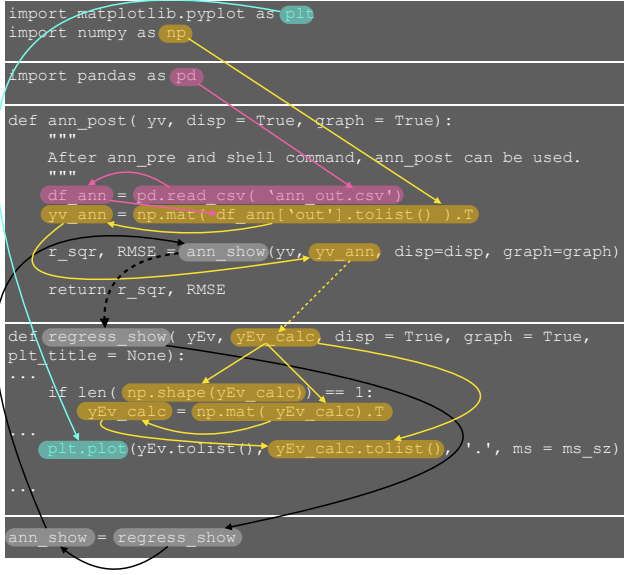 import matplotlib.pyplot as plt
import numpy as np
import pandas as pd
def ann_post( yv, disp = True, graph = True):
"""
After ann_pre and shell command, ann_post can be used.
"""
df_ann = pd.read_csv( ‘ann_out.csv')
yv_ann = np.mat( df_ann[‘out'].tolist() ).T
r_sqr, RMSE = ann_show(yv, yv_ann, disp=disp, graph=graph)
return r_sqr, RMSE
def regress_show( yEv, yEv_calc, disp = True, graph = True,
plt_title = None):
...
if len( np.shape(yEv_calc)) == 1:
yEv_calc = np.mat( yEv_calc).T
...
plt.plot(yEv.tolist(), yEv_calc.tolist(), '.', ms = ms_sz)
...
ann_show = regress_show